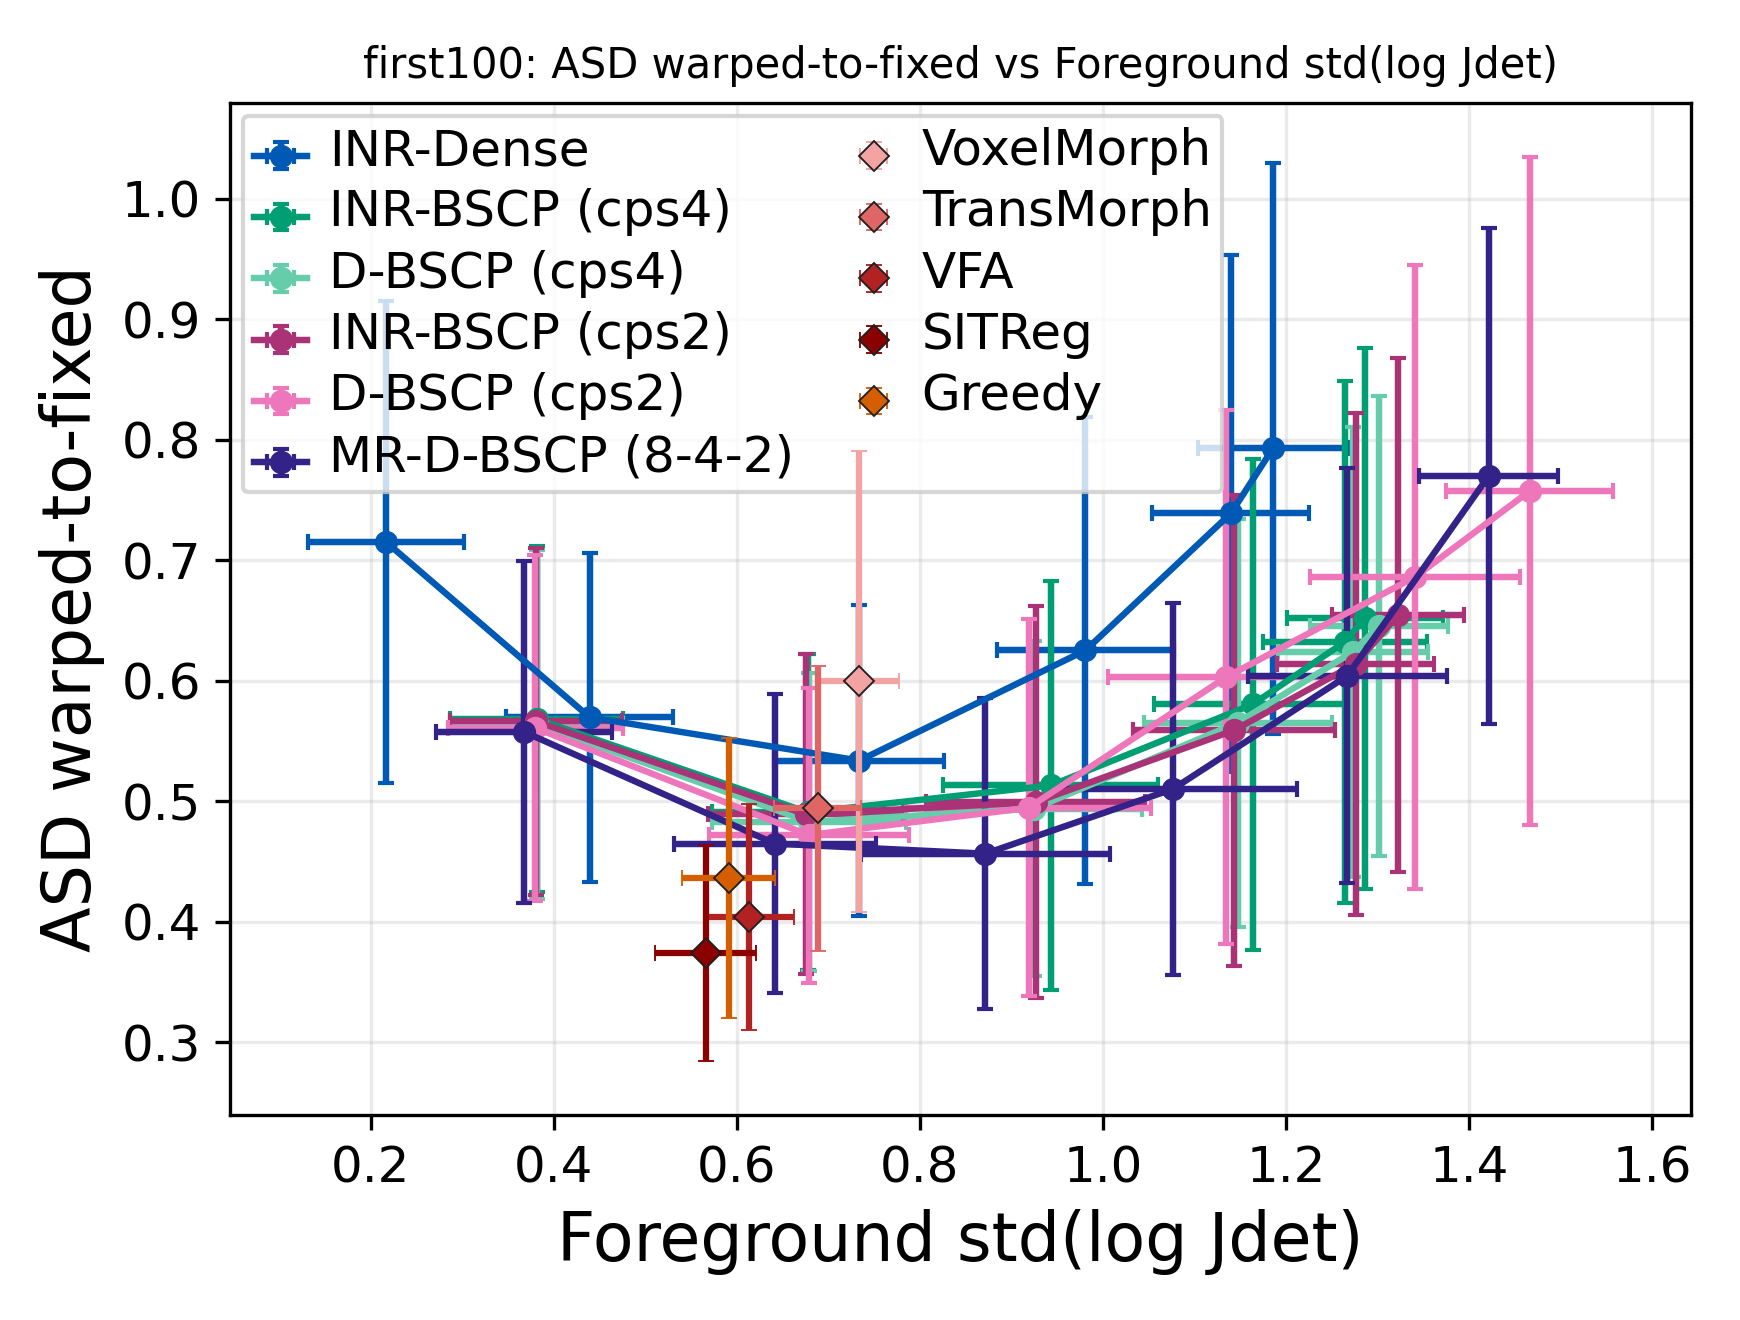 first100: ASD warped-to-fixed vs Foreground std(log Jdet)
INR-Dense
INR-BSCP (cps4)
D-BSCP (cps4)
INR-BSCP (cps2)
D-BSCP (cps2)
MR-D-BSCP (8-4-2)
VoxelMorph
TransMorph
VFA
SITReg
Greedy
ASD warped-to-fixed
1.0
0.9
0.8
0.7
0.6
0.5
0.4
0.3
0.2 0.4 0.6 0.8 1.0 1.2 1.4 1.6
Foreground std(log Jdet)